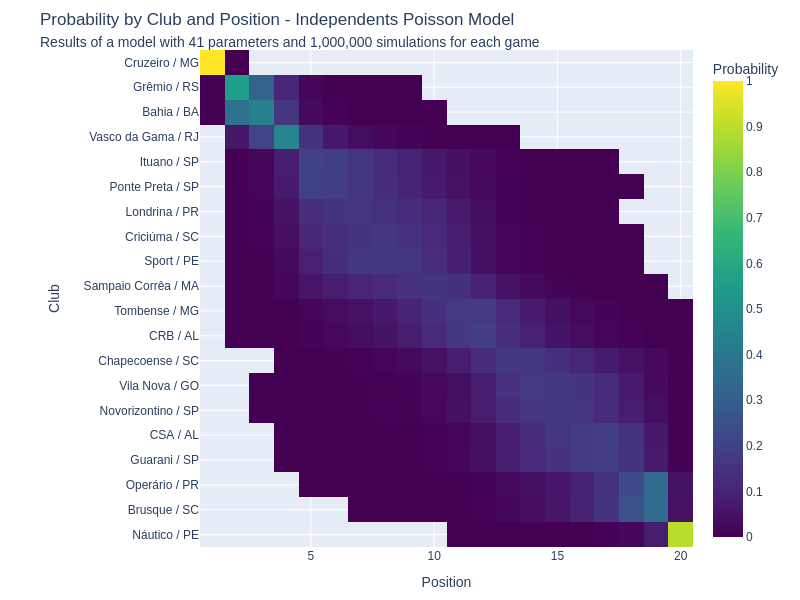 Probability by Club and Position - Independents Poisson Model
Results of a model with 41 parameters and 1,000,000 simulations for each game
Probability
1
0.9
0.8
0.7
0.6
0.5
0.4
0.3
0.2
0.1
0
Club
Cruzeiro / MG
Grêmio / RS
Bahia / BA
Vasco da Gama / RJ
Ituano / SP
Ponte Preta / SP
Londrina / PR
Criciúma / SC
Sport / PE
Sampaio Corrêa / MA
Tombense / MG
CRB / AL
Chapecoense / SC
Vila Nova / GO
Novorizontino / SP
CSA / AL
Guarani / SP
Operário / PR
Brusque / SC
Náutico / PE
5 10 15 20
Position